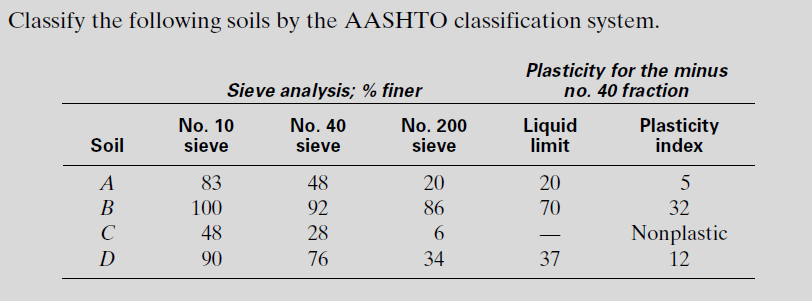 Classify the following soils by the AASHTO classification system.
Plasticity for the minus
Sieve analysis; % finer no. 40 fraction
No. 10 No. 40 No. 200 Liquid Plasticity
Soil sieve sieve sieve limit index
A 83 48 20 20 5
B 100 92 86 70 32
C 48 28 6 — Nonplastic
D 90 76 34 37 12